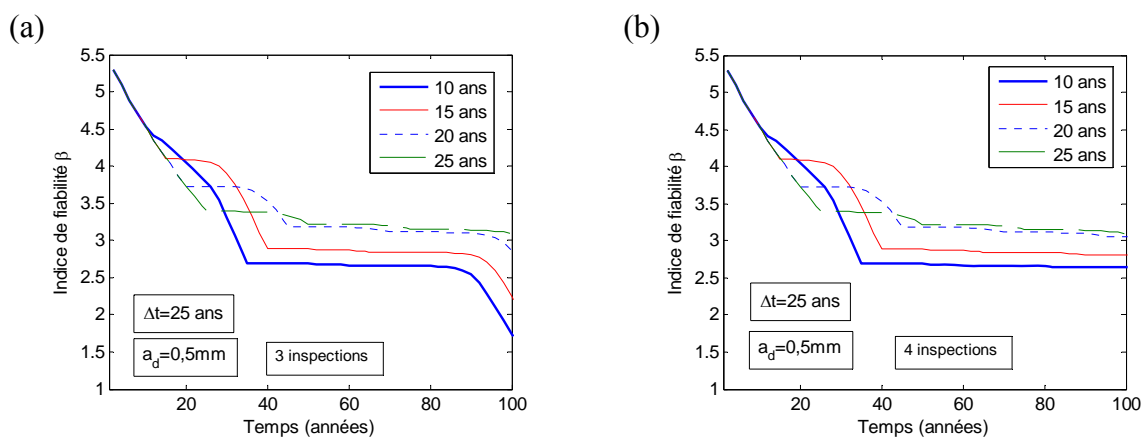 (a)
5.5
5
4.5
4
3.5
3
2.5
2
1.5
1
20
40
60
80
100
Indice de fiabilité β
Temps (années)
10 ans
15 ans
20 ans
25 ans
Δt=25 ans
a_d=0,5mm
3 inspections
(b)
5.5
5
4.5
4
3.5
3
2.5
2
1.5
1
20
40
60
80
100
Indice de fiabilité β
Temps (années)
10 ans
15 ans
20 ans
25 ans
Δt=25 ans
a_d=0,5mm
4 inspections